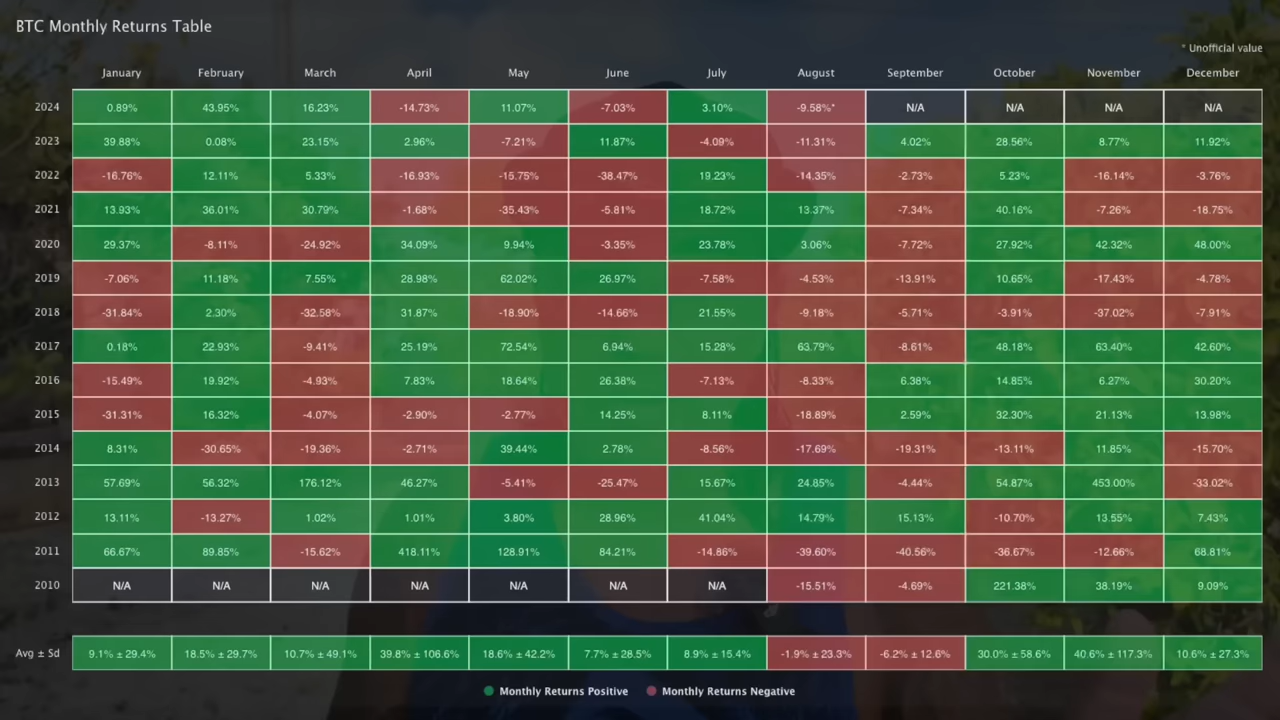 BTC Monthly Returns Table
* Unofficial value
January February March April May June July August September October November December
2024 0.89% 43.95% 16.23% -14.73% 11.07% -7.03% 3.10% -9.58%* N/A N/A N/A N/A
2023 39.88% 0.08% 23.15% 2.96% -7.21% 11.87% -4.09% -11.31% 4.02% 28.56% 8.77% 11.92%
2022 -16.76% 12.11% 5.33% -16.93% -15.75% -38.47% 19.23% -14.35% -2.73% 5.23% -16.14% -3.76%
2021 13.93% 36.01% 30.79% -1.68% -35.43% -5.81% 18.72% 13.37% -7.34% 40.16% -7.26% -18.75%
2020 29.37% -8.11% -24.92% 34.09% 9.94% -3.35% 23.78% 3.06% -7.72% 27.92% 42.32% 48.00%
2019 -7.06% 11.18% 7.55% 28.98% 62.02% 26.97% -7.58% -4.53% -13.91% 10.65% -17.43% -4.78%
2018 -31.84% 2.30% -32.58% 31.87% -18.90% -14.66% 21.55% -9.18% -5.71% -3.91% -37.02% -7.91%
2017 0.18% 22.93% -9.41% 25.19% 72.54% 6.94% 15.28% 63.79% -8.61% 48.18% 63.40% 42.60%
2016 -15.49% 19.92% -4.93% 7.83% 18.64% 26.38% -7.13% -8.33% 6.38% 14.85% 6.27% 30.20%
2015 -31.31% 16.32% -4.07% -2.90% -2.77% 14.25% 8.11% -18.89% 2.59% 32.30% 21.13% 13.98%
2014 8.31% -30.65% -19.36% -2.71% 39.44% 2.78% -8.56% -17.69% -19.31% -13.11% 11.85% -15.70%
2013 57.69% 56.32% 176.12% 46.27% -5.41% -25.47% 15.67% 24.85% -4.44% 54.87% 453.00% -33.02%
2012 13.11% -13.27% 1.02% 1.01% 3.80% 28.96% 41.04% 14.79% 15.13% -10.70% 13.55% 7.43%
2011 66.67% 89.85% -15.62% 418.11% 128.91% 84.21% -14.86% -39.60% -40.56% -36.67% -12.66% 68.81%
2010 N/A N/A N/A N/A N/A N/A N/A -15.51% -4.69% 221.38% 38.19% 9.09%
Avg ± Sd 9.1% ± 29.4% 18.5% ± 29.7% 10.7% ± 49.1% 39.8% ± 106.6% 18.6% ± 42.2% 7.7% ± 28.5% 8.9% ± 15.4% -1.9% ± 23.3% -6.2% ± 12.6% 30.0% ± 58.6% 40.6% ± 117.3% 10.6% ± 27.3%
Monthly Returns Positive Monthly Returns Negative